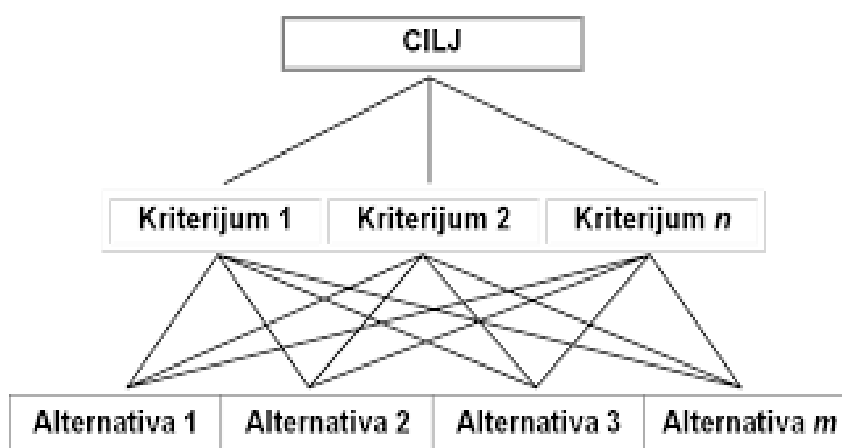 CILJ
Kriterijum 1 Kriterijum 2 Kriterijum n
Alternativa 1 Alternativa 2 Alternativa 3 Alternativa m